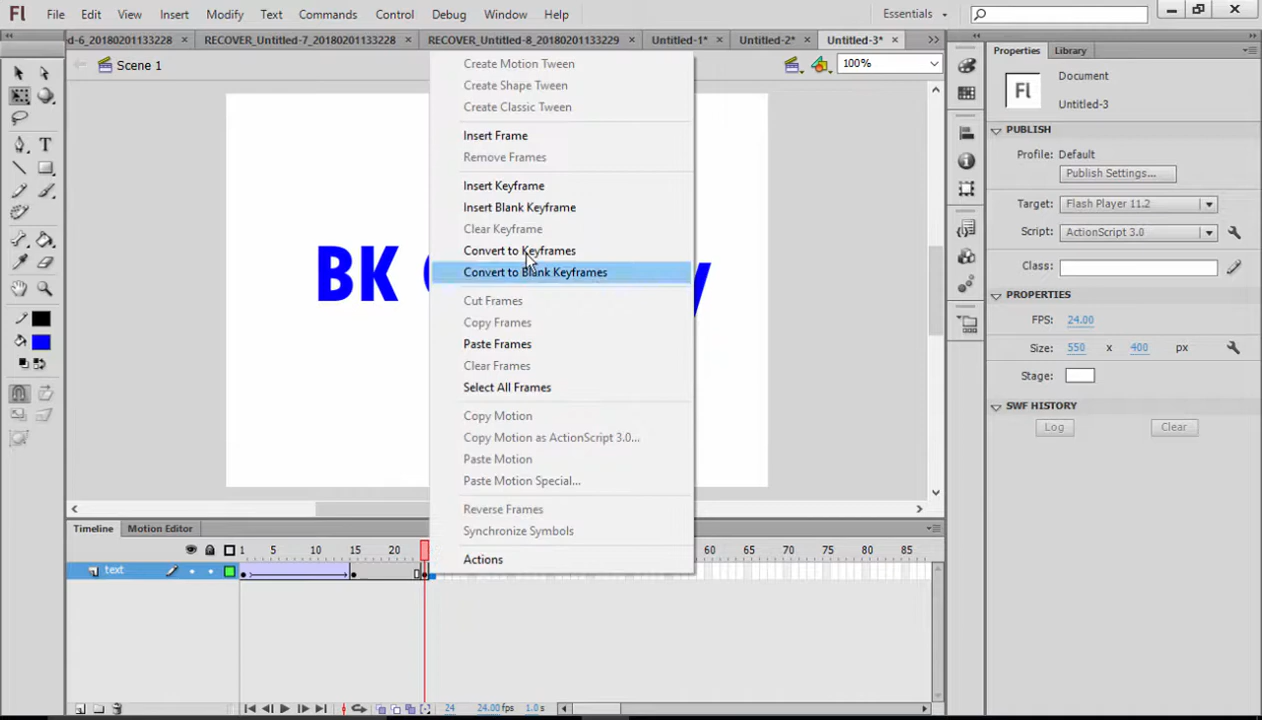 Fl File Edit View Insert Modify Text Commands Control Debug Window Help Essentials
d-6_20180201133228 × RECOVER_Untitled-7_20180201133228 × RECOVER_Untitled-8_20180201133229 × Untitled-1* × Untitled-2* × Untitled-3* ×
Scene 1 100%
BK y
Create Motion Tween
Create Shape Tween
Create Classic Tween
Insert Frame
Remove Frames
Insert Keyframe
Insert Blank Keyframe
Clear Keyframe
Convert to Keyframes
Convert to Blank Keyframes
Cut Frames
Copy Frames
Paste Frames
Clear Frames
Select All Frames
Copy Motion
Copy Motion as ActionScript 3.0...
Paste Motion
Paste Motion Special...
Reverse Frames
Synchronize Symbols
Actions
Properties Library
Fl
Document
Untitled-3
PUBLISH
Profile: Default
Publish Settings...
Target: Flash Player 11.2
Script: ActionScript 3.0
Class:
PROPERTIES
FPS: 24.00
Size: 550 x 400 px
Stage:
SWF HISTORY
Log Clear
Timeline Motion Editor
1 5 10 15 20 60 65 70 75 80 85
text
24 24.00 fps 1.0 s